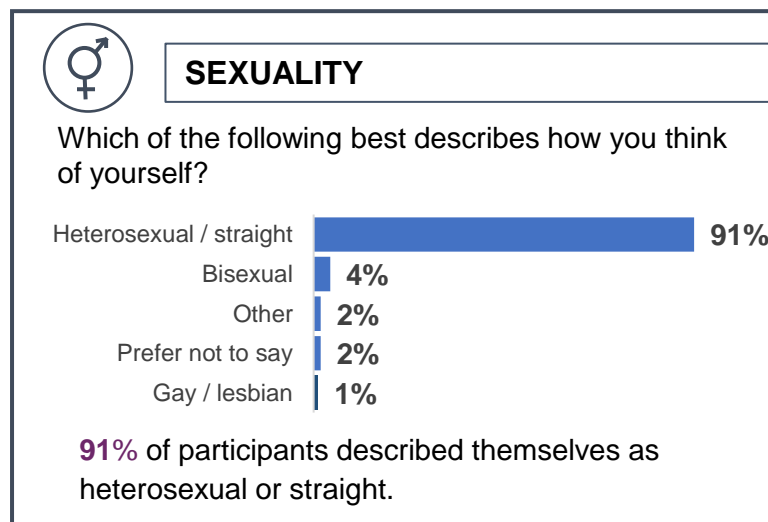 SEXUALITY
Which of the following best describes how you think
of yourself?
Heterosexual / straight 91%
Bisexual 4%
Other 2%
Prefer not to say 2%
Gay / lesbian 1%
91% of participants described themselves as
heterosexual or straight.